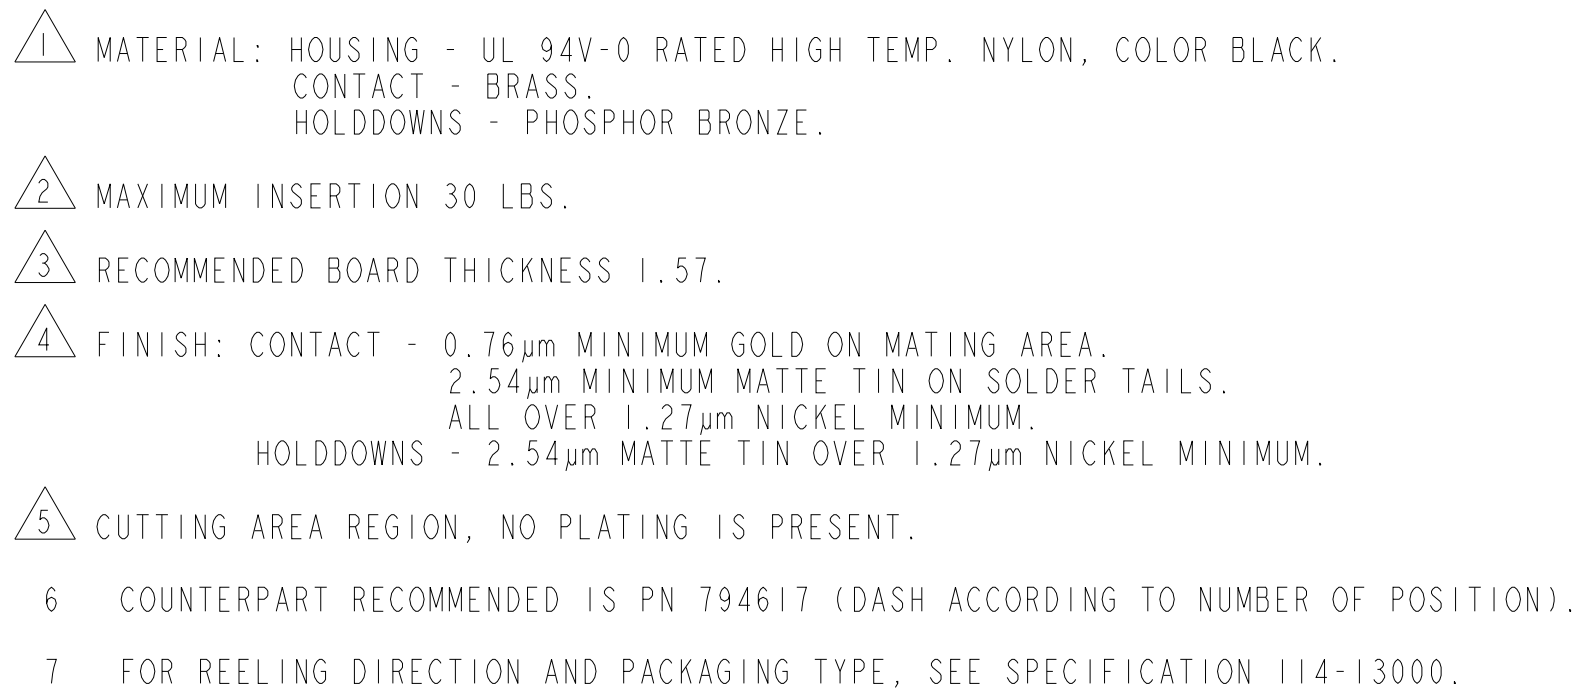 1 MATERIAL: HOUSING - UL 94V-0 RATED HIGH TEMP. NYLON, COLOR BLACK.
CONTACT - BRASS.
HOLDDOWNS - PHOSPHOR BRONZE.
2 MAXIMUM INSERTION 30 LBS.
3 RECOMMENDED BOARD THICKNESS 1.57.
4 FINISH: CONTACT - 0.76µm MINIMUM GOLD ON MATING AREA.
2.54µm MINIMUM MATTE TIN ON SOLDER TAILS.
ALL OVER 1.27µm NICKEL MINIMUM.
HOLDDOWNS - 2.54µm MATTE TIN OVER 1.27µm NICKEL MINIMUM.
5 CUTTING AREA REGION, NO PLATING IS PRESENT.
6 COUNTERPART RECOMMENDED IS PN 794617 (DASH ACCORDING TO NUMBER OF POSITION).
7 FOR REELING DIRECTION AND PACKAGING TYPE, SEE SPECIFICATION 114-13000.